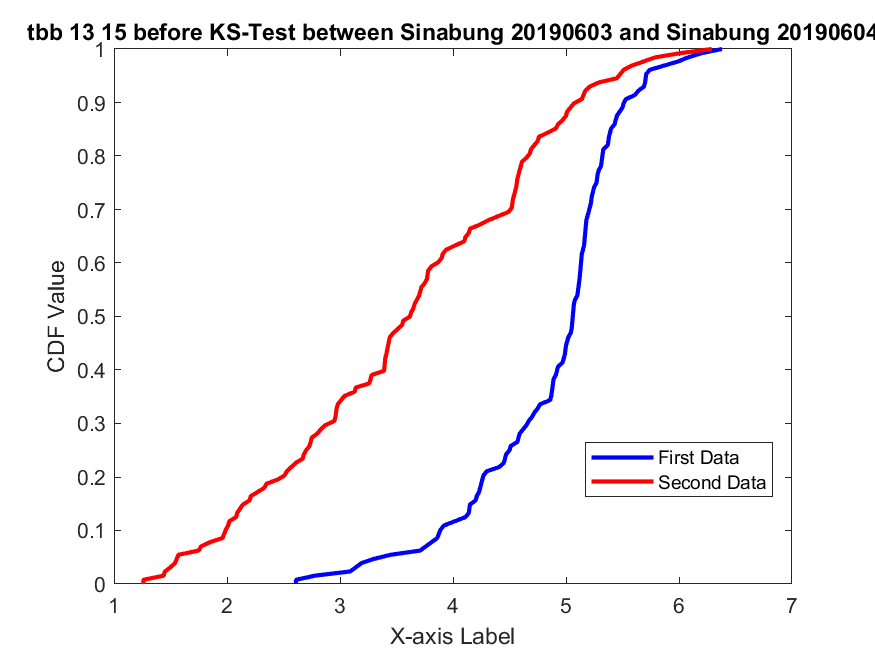 tbb 13 15 before KS-Test between Sinabung 20190603 and Sinabung 20190604
1
0.9
0.8
0.7
0.6
0.5
0.4
0.3
0.2
0.1
0
CDF Value
First Data
Second Data
1 2 3 4 5 6 7
X-axis Label